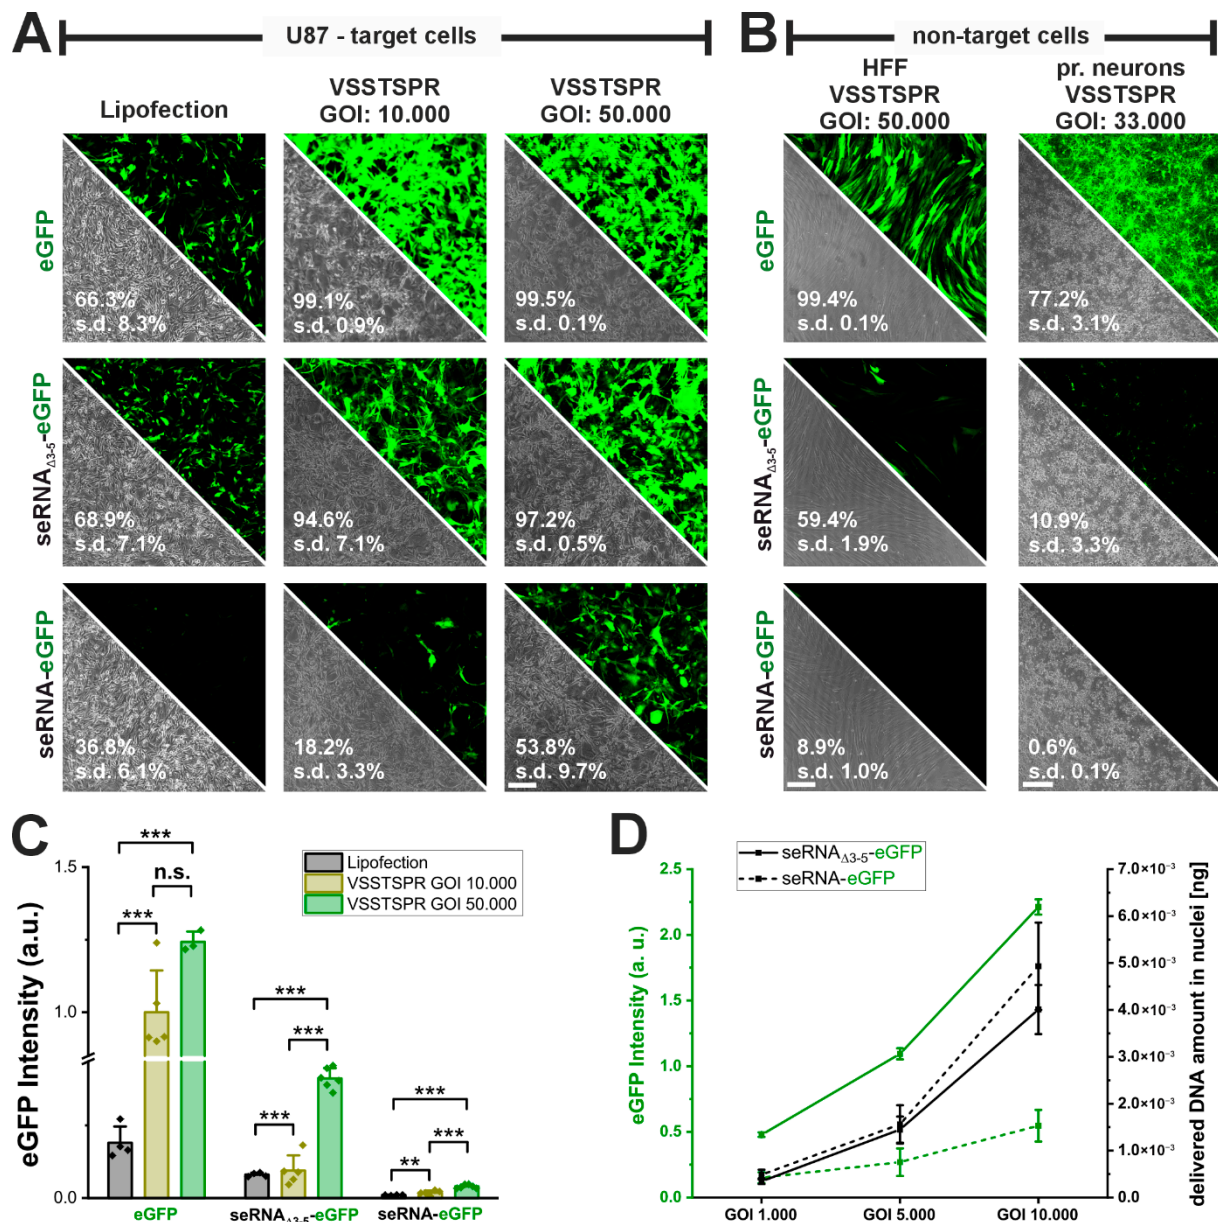 A
U87 - target cells
B
non-target cells
Lipofection
VSSTSPR
GOI: 10.000
VSSTSPR
GOI: 50.000
HFF
VSSTSPR
GOI: 50.000
pr. neurons
VSSTSPR
GOI: 33.000
eGFP
66.3%
s.d. 8.3%
99.1%
s.d. 0.9%
99.5%
s.d. 0.1%
eGFP
99.4%
s.d. 0.1%
77.2%
s.d. 3.1%
seRNAΔ3-5-eGFP
68.9%
s.d. 7.1%
94.6%
s.d. 7.1%
97.2%
s.d. 0.5%
seRNAΔ3-5-eGFP
59.4%
s.d. 1.9%
10.9%
s.d. 3.3%
seRNA-eGFP
36.8%
s.d. 6.1%
18.2%
s.d. 3.3%
53.8%
s.d. 9.7%
seRNA-eGFP
8.9%
s.d. 1.0%
0.6%
s.d. 0.1%
C
eGFP Intensity (a.u.)
1.5
1.0
0.0
***
n.s.
***
Lipofection
VSSTSPR GOI 10.000
VSSTSPR GOI 50.000
***
***
***
***
***
**
eGFP
seRNAΔ3-5-eGFP
seRNA-eGFP
D
seRNAΔ3-5-eGFP
seRNA-eGFP
eGFP Intensity (a. u.)
2.5
2.0
1.5
1.0
0.5
0.0
7.0×10⁻³
6.0×10⁻³
5.0×10⁻³
4.0×10⁻³
3.0×10⁻³
2.0×10⁻³
1.0×10⁻³
0.0
delivered DNA amount in nuclei [ng]
GOI 1.000
GOI 5.000
GOI 10.000